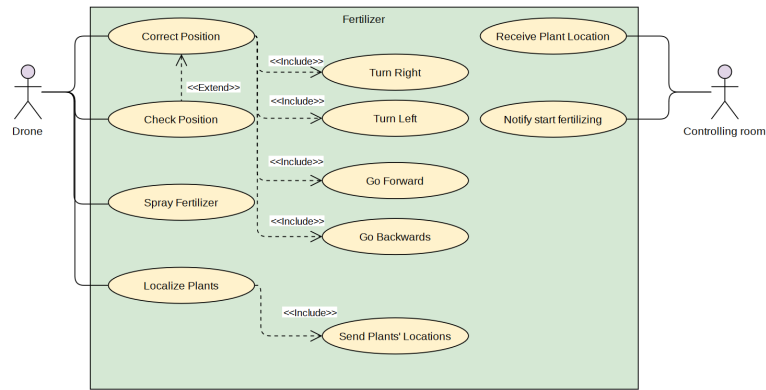 Fertilizer
Correct Position
Receive Plant Location
<<Include>>
Turn Right
<<Extend>>
<<Include>>
Check Position
Turn Left
Notify start fertilizing
Drone
Controlling room
<<Include>>
Go Forward
Spray Fertilizer
<<Include>>
Go Backwards
Localize Plants
<<Include>>
Send Plants' Locations